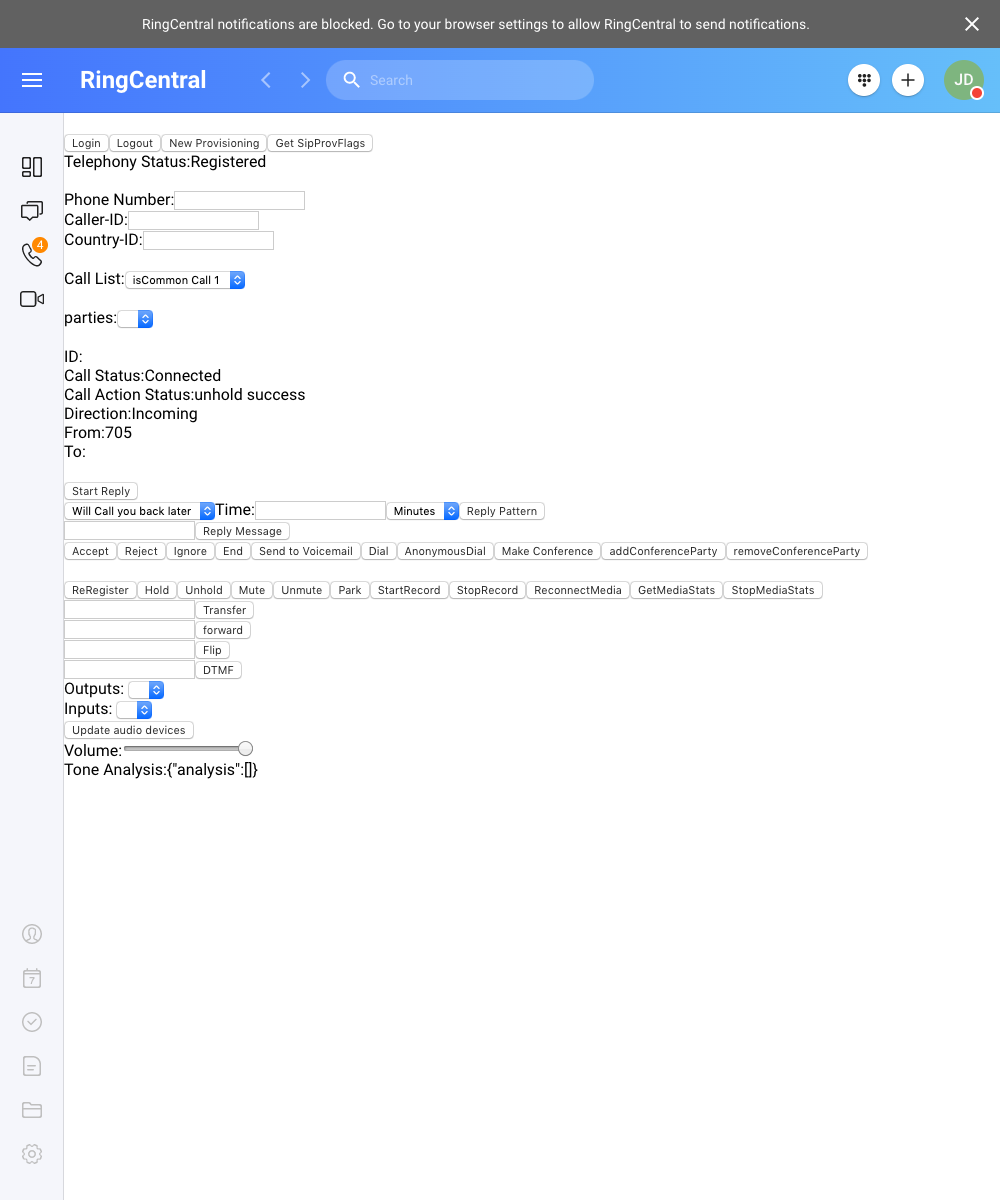 RingCentral notifications are blocked. Go to your browser settings to allow RingCentral to send notifications.
RingCentral Search JD
Login Logout New Provisioning Get SipProvFlags
Telephony Status:Registered
Phone Number:
Caller-ID:
4
Country-ID:
Call List: isCommon Call 1
parties:
ID:
Call Status:Connected
Call Action Status:unhold success
Direction:Incoming
From:705
To:
Start Reply
Will Call you back later Time: Minutes Reply Pattern
Reply Message
Accept Reject Ignore End Send to Voicemail Dial AnonymousDial Make Conference addConferenceParty removeConferenceParty
ReRegister Hold Unhold Mute Unmute Park StartRecord StopRecord ReconnectMedia GetMediaStats StopMediaStats
Transfer
forward
Flip
DTMF
Outputs:
Inputs:
Update audio devices
Volume:
Tone Analysis:{"analysis":[]}
7